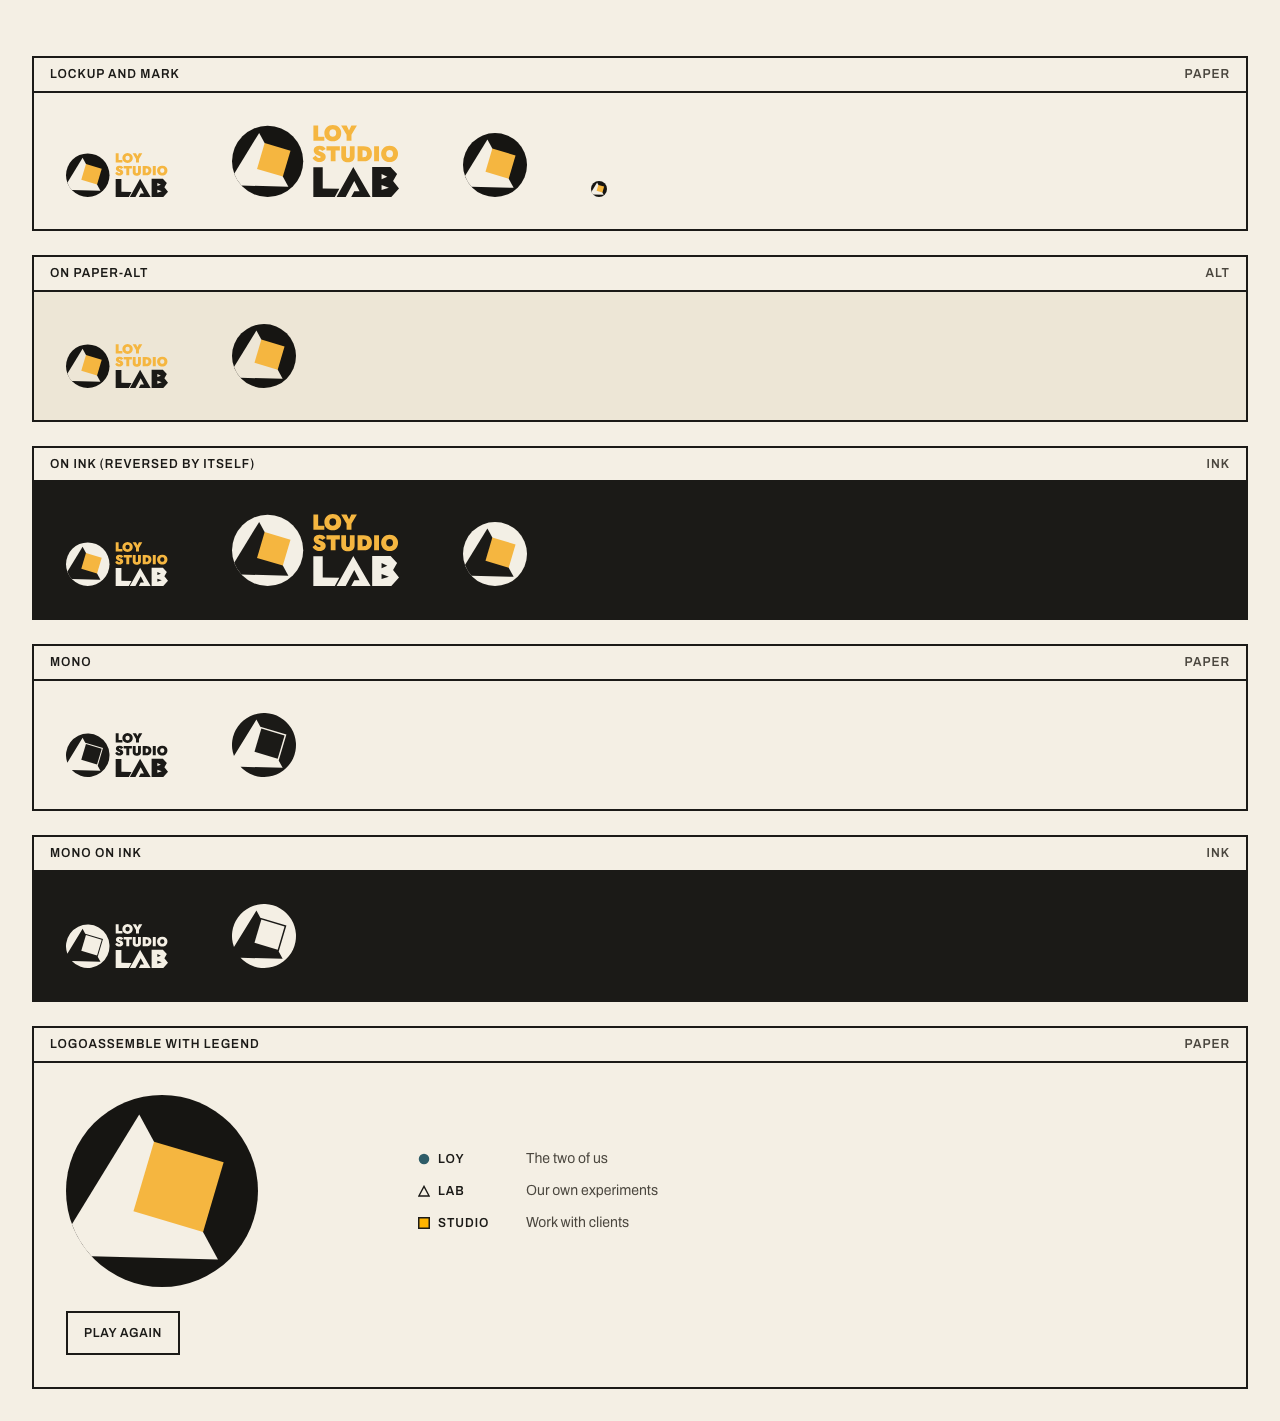 LOCKUP AND MARK PAPER
LOY
STUDIO
LAB
LOY
STUDIO
LAB
ON PAPER-ALT ALT
LOY
STUDIO
LAB
ON INK (REVERSED BY ITSELF) INK
LOY
STUDIO
LAB
LOY
STUDIO
LAB
MONO PAPER
LOY
STUDIO
LAB
MONO ON INK INK
LOY
STUDIO
LAB
LOGOASSEMBLE WITH LEGEND PAPER
LOY The two of us
LAB Our own experiments
STUDIO Work with clients
PLAY AGAIN